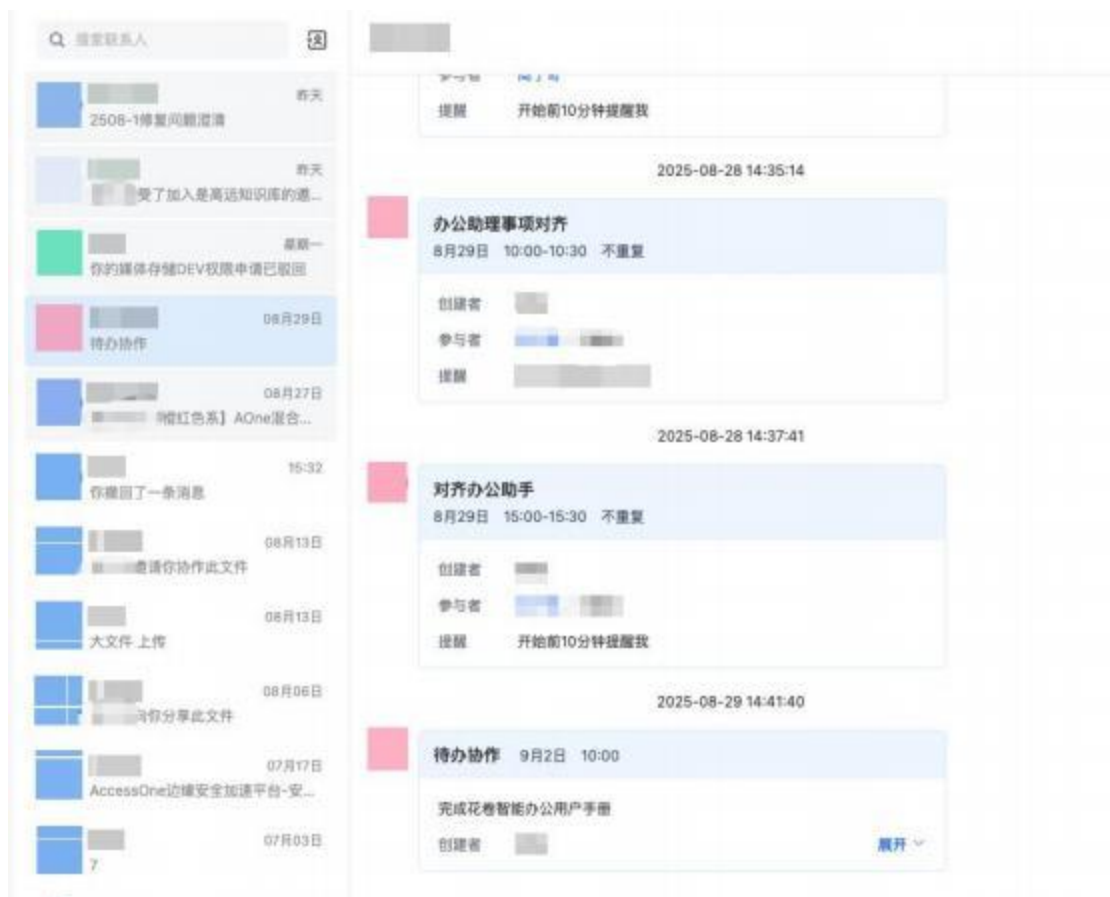 搜索联系人
昨天
2508-1修复问题澄清
昨天
受了加入是高远知识库的邀...
星期一
你的媒体存储DEV权限申请已驳回
08月29日
待办协作
08月27日
橙红色系】AOne混合...
15:32
你撤回了一条消息
08月13日
邀请你协作此文件
08月13日
大文件 上传
08月06日
向你分享此文件
07月17日
AccessOne边缘安全加速平台-安...
07月03日
7
参与者
提醒 开始前10分钟提醒我
2025-08-28 14:35:14
办公助理事项对齐
8月29日 10:00-10:30 不重复
创建者
参与者
提醒
2025-08-28 14:37:41
对齐办公助手
8月29日 15:00-15:30 不重复
创建者
参与者
提醒 开始前10分钟提醒我
2025-08-29 14:41:40
待办协作 9月2日 10:00
完成花卷智能办公用户手册
创建者
展开